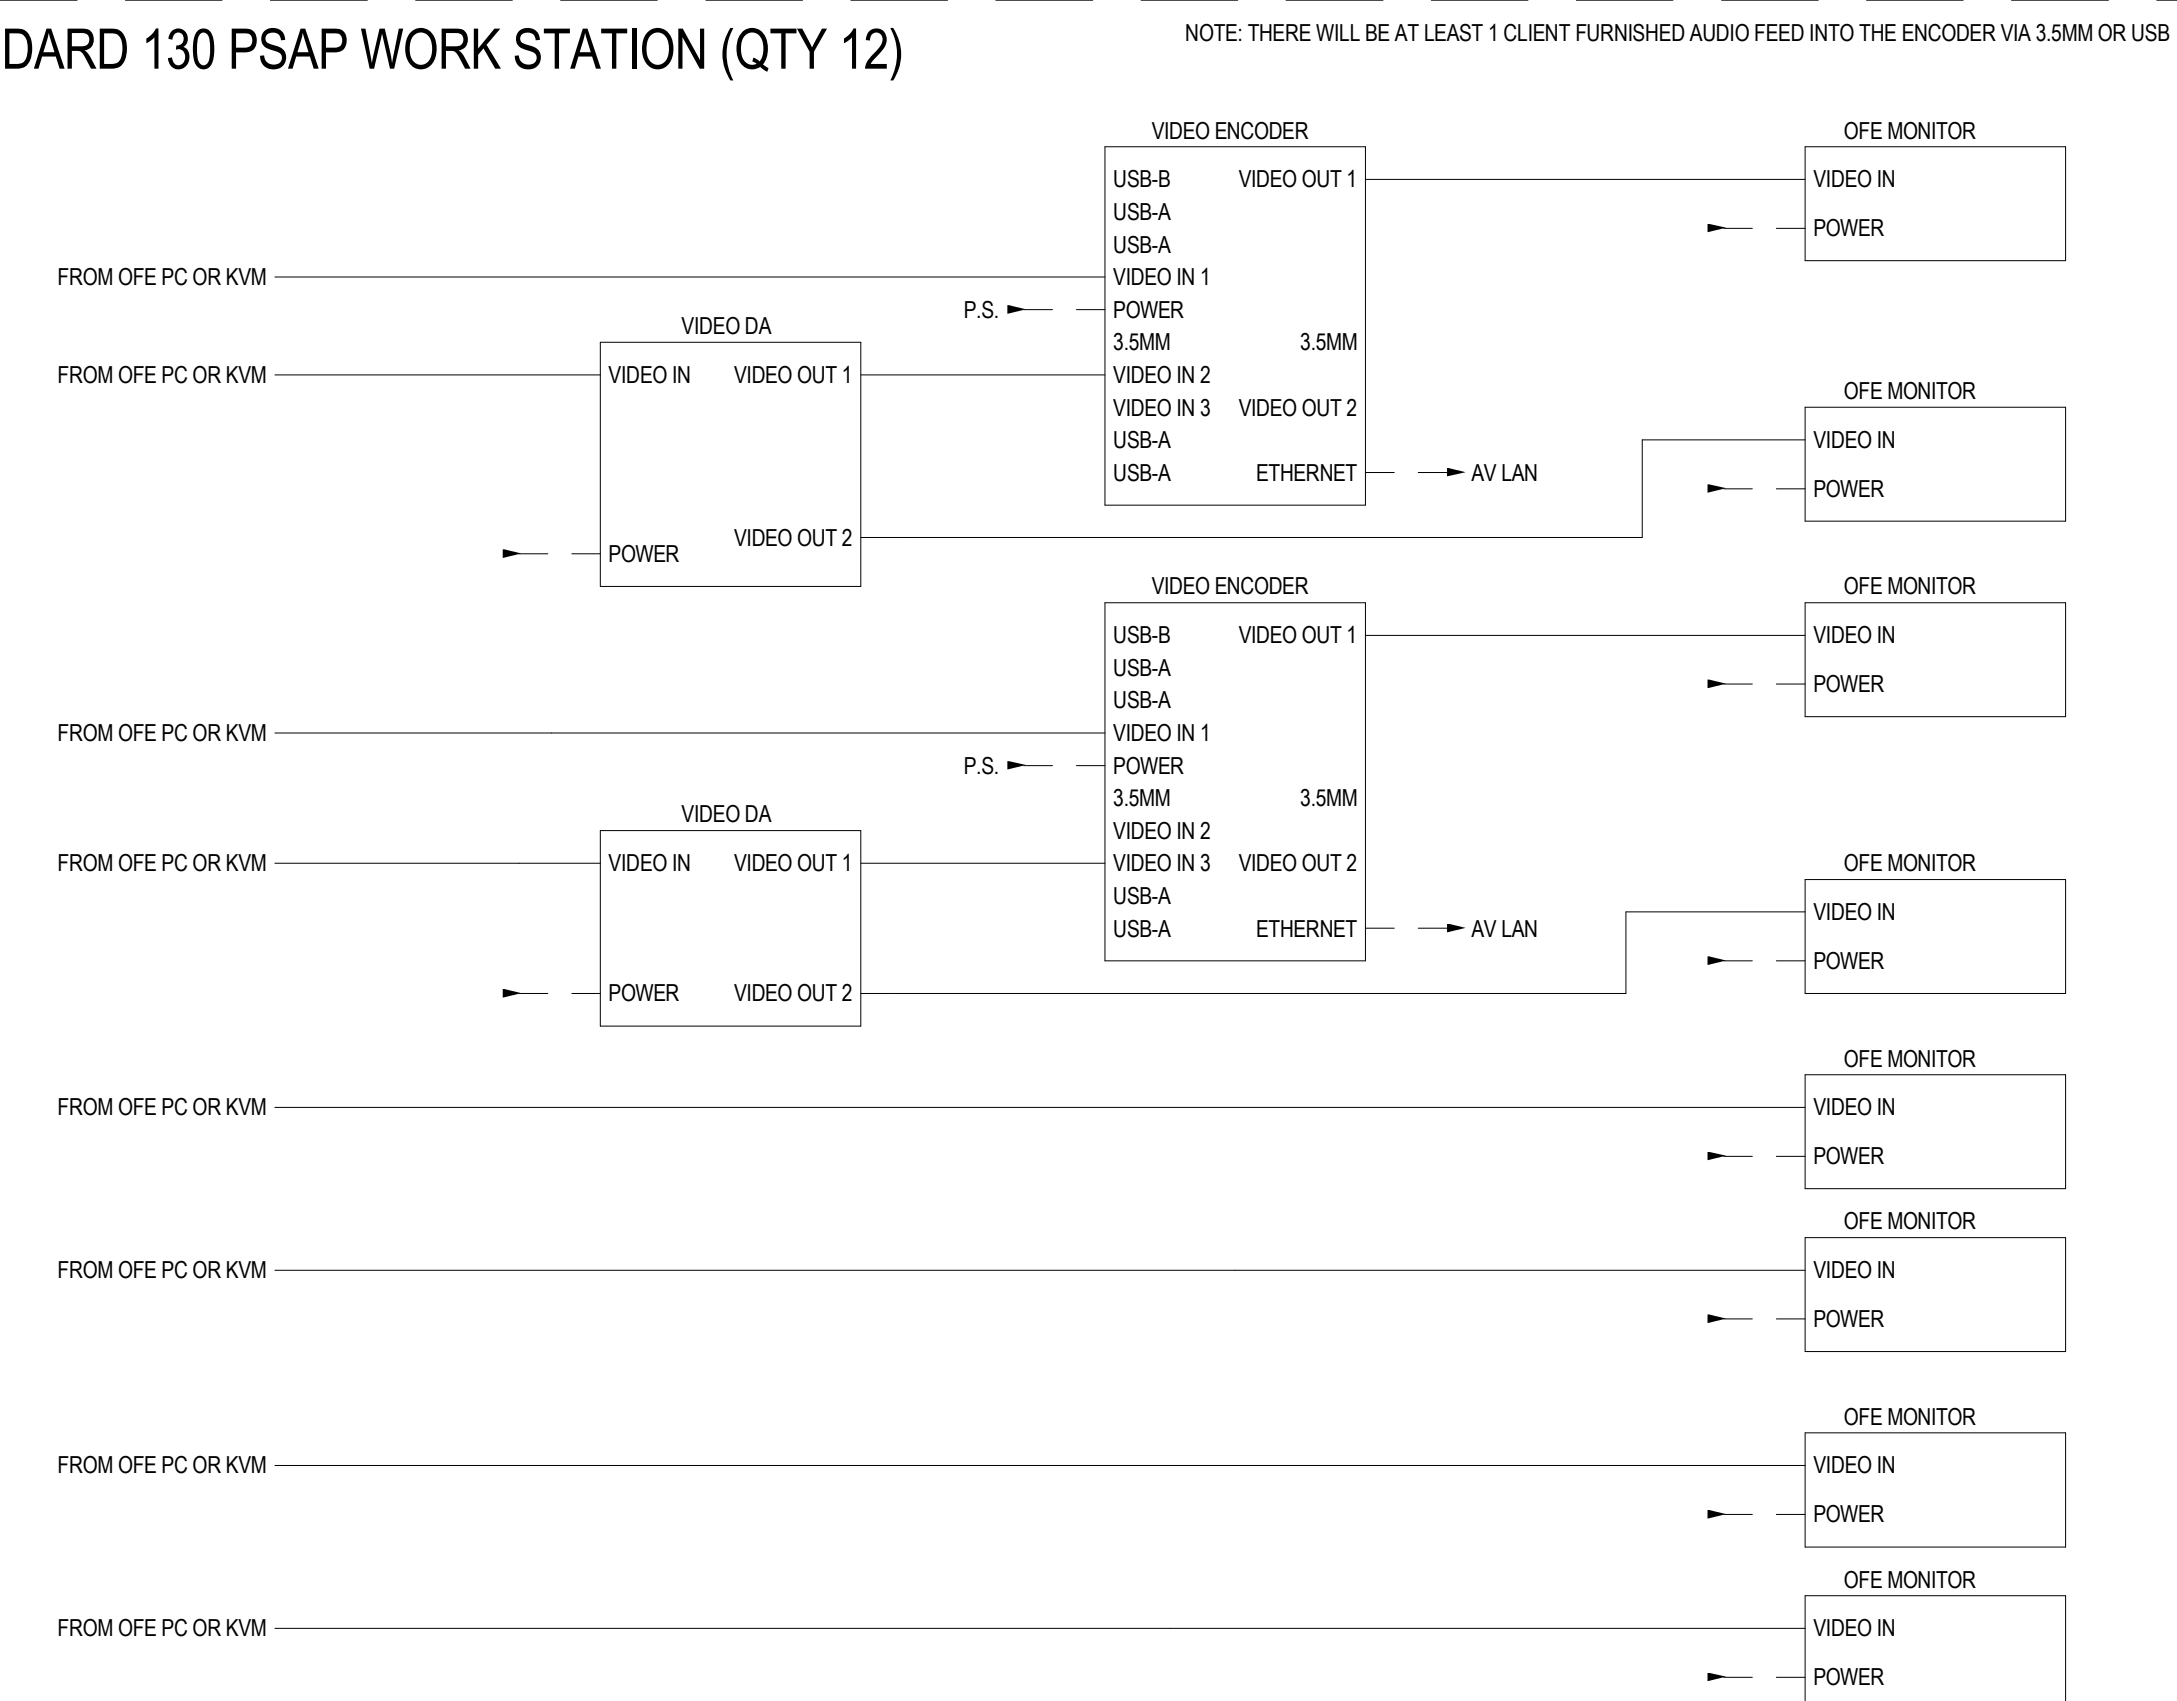 DARD 130 PSAP WORK STATION (QTY 12)
NOTE: THERE WILL BE AT LEAST 1 CLIENT FURNISHED AUDIO FEED INTO THE ENCODER VIA 3.5MM OR USB
VIDEO ENCODER
OFE MONITOR
USB-B VIDEO OUT 1
VIDEO IN
USB-A
POWER
USB-A
FROM OFE PC OR KVM
VIDEO IN 1
P.S.
POWER
VIDEO DA
3.5MM 3.5MM
FROM OFE PC OR KVM
VIDEO IN VIDEO OUT 1
VIDEO IN 2
OFE MONITOR
VIDEO IN 3 VIDEO OUT 2
USB-A
VIDEO IN
USB-A ETHERNET
AV LAN
POWER
VIDEO OUT 2
POWER
VIDEO ENCODER
OFE MONITOR
USB-B VIDEO OUT 1
VIDEO IN
USB-A
POWER
USB-A
FROM OFE PC OR KVM
VIDEO IN 1
P.S.
POWER
VIDEO DA
3.5MM 3.5MM
VIDEO IN 2
FROM OFE PC OR KVM
VIDEO IN VIDEO OUT 1
VIDEO IN 3 VIDEO OUT 2
OFE MONITOR
USB-A
VIDEO IN
USB-A ETHERNET
AV LAN
POWER
POWER VIDEO OUT 2
OFE MONITOR
FROM OFE PC OR KVM
VIDEO IN
POWER
OFE MONITOR
FROM OFE PC OR KVM
VIDEO IN
POWER
OFE MONITOR
FROM OFE PC OR KVM
VIDEO IN
POWER
OFE MONITOR
FROM OFE PC OR KVM
VIDEO IN
POWER